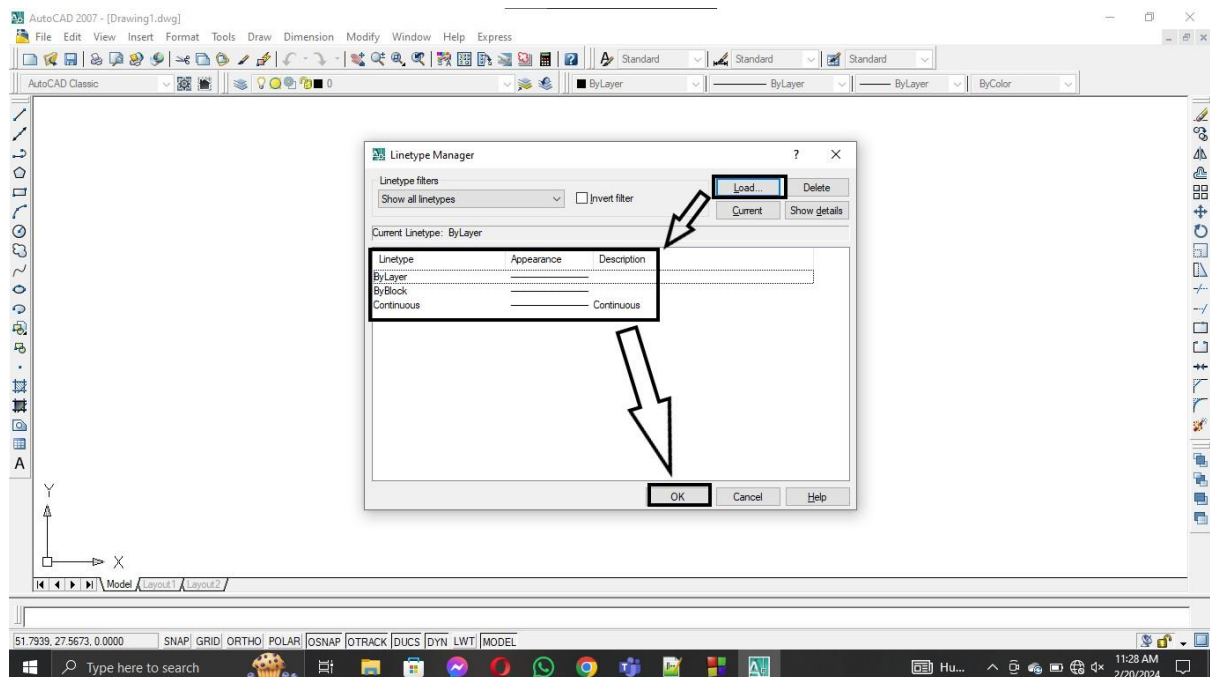 AutoCAD 2007 - [Drawing1.dwg]
File Edit View Insert Format Tools Draw Dimension Modify Window Help Express
Standard Standard Standard
AutoCAD Classic 0 ByLayer ByLayer ByLayer ByColor
Linetype Manager ?
Linetype filters
Show all linetypes Invert filter Load... Delete
Current Show details
Current Linetype: ByLayer
Linetype Appearance Description
ByLayer
ByBlock
Continuous Continuous
OK Cancel Help
A
Y
X
Model Layout1 Layout2
51.7939, 27.5673, 0.0000 SNAP GRID ORTHO POLAR OSNAP OTRACK DUCS DYN LWT MODEL
Type here to search Hu... 11:28 AM
2/20/2024